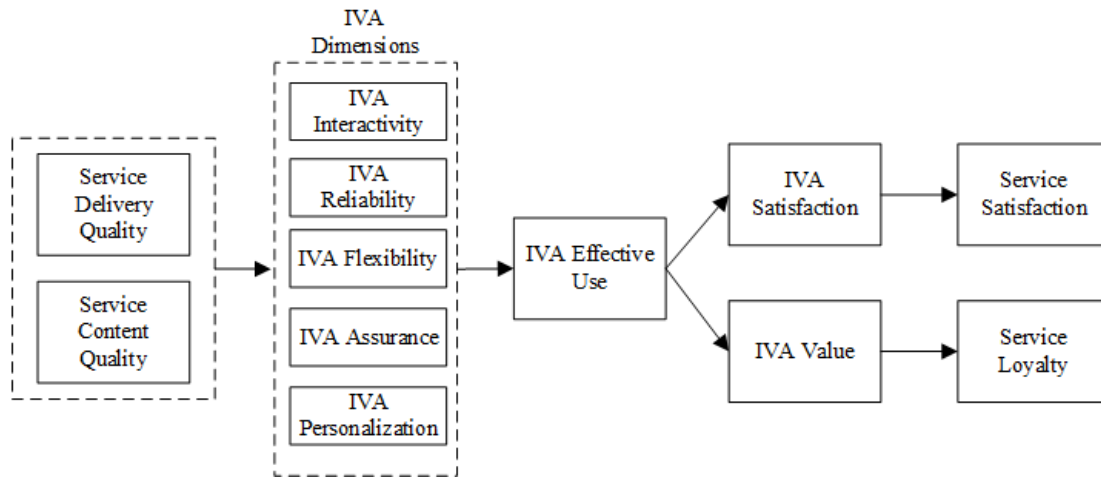 IVA
Dimensions
IVA
Interactivity
IVA
Reliability
IVA Flexibility
IVA Assurance
IVA
Personalization
Service
Delivery
Quality
Service
Content
Quality
IVA Effective
Use
IVA
Satisfaction
Service
Satisfaction
IVA Value
Service
Loyalty